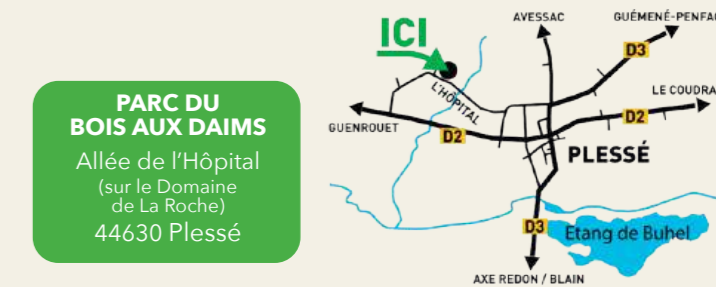 PARC DU
BOIS AUX DAIMS
Allée de l'Hôpital
(sur le Domaine
de La Roche)
44630 Plessé
ICI
AVESSAC
GUÉMENÉ-PENFAO
D3
L'HÔPITAL
LE COUDRA
D2
GUENROUET
D2
PLESSÉ
D3
Etang de Buhel
AXE REDON / BLAIN